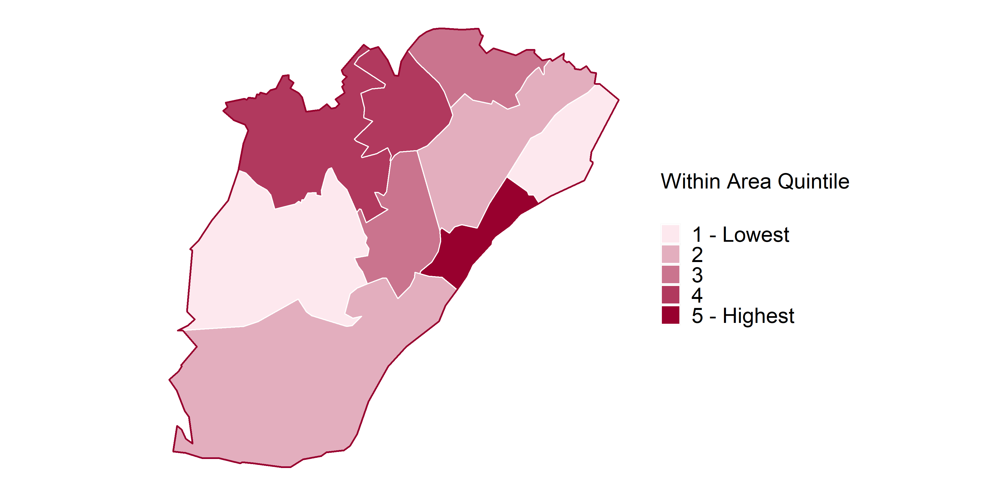 Within Area Quintile
1 - Lowest
2
3
4
5 - Highest